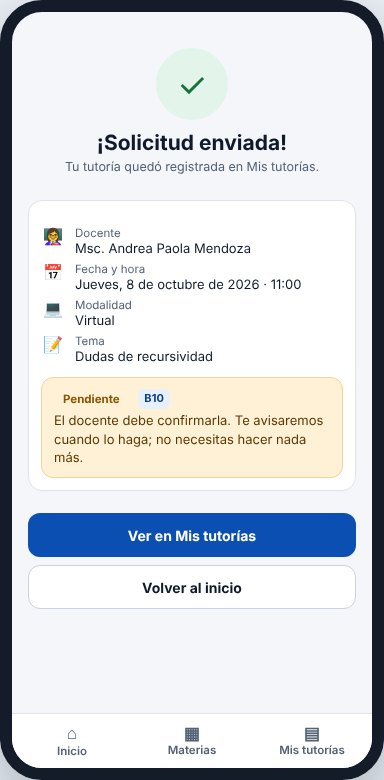 ¡Solicitud enviada!
Tu tutoría quedó registrada en Mis tutorías.
Docente
Msc. Andrea Paola Mendoza
Fecha y hora
Jueves, 8 de octubre de 2026 · 11:00
Modalidad
Virtual
Tema
Dudas de recursividad
Pendiente B10
El docente debe confirmarla. Te avisaremos
cuando lo haga; no necesitas hacer nada
más.
Ver en Mis tutorías
Volver al inicio
Inicio Materias Mis tutorías